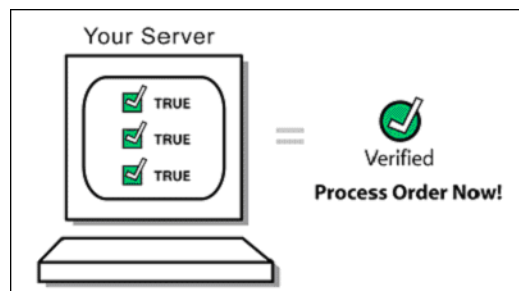 Your Server
TRUE
TRUE
TRUE
=
Verified
Process Order Now!